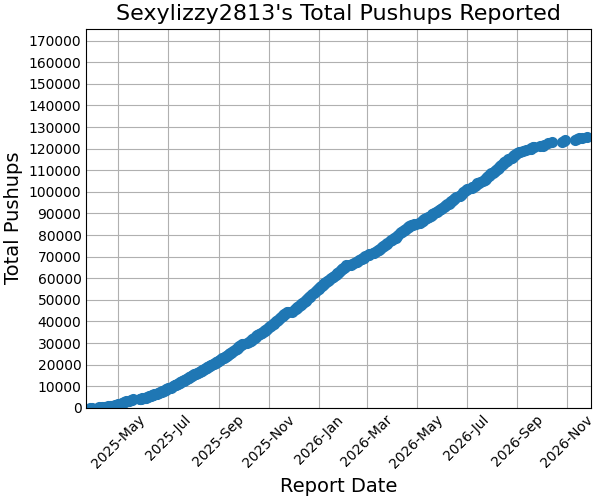 Sexylizzy2813's Total Pushups Reported
170000
160000
150000
140000
130000
120000
110000
100000
90000
80000
70000
60000
50000
40000
30000
20000
10000
0
Total Pushups
2025-May
2025-Jul
2025-Sep
2025-Nov
2026-Jan
2026-Mar
2026-May
2026-Jul
2026-Sep
2026-Nov
Report Date